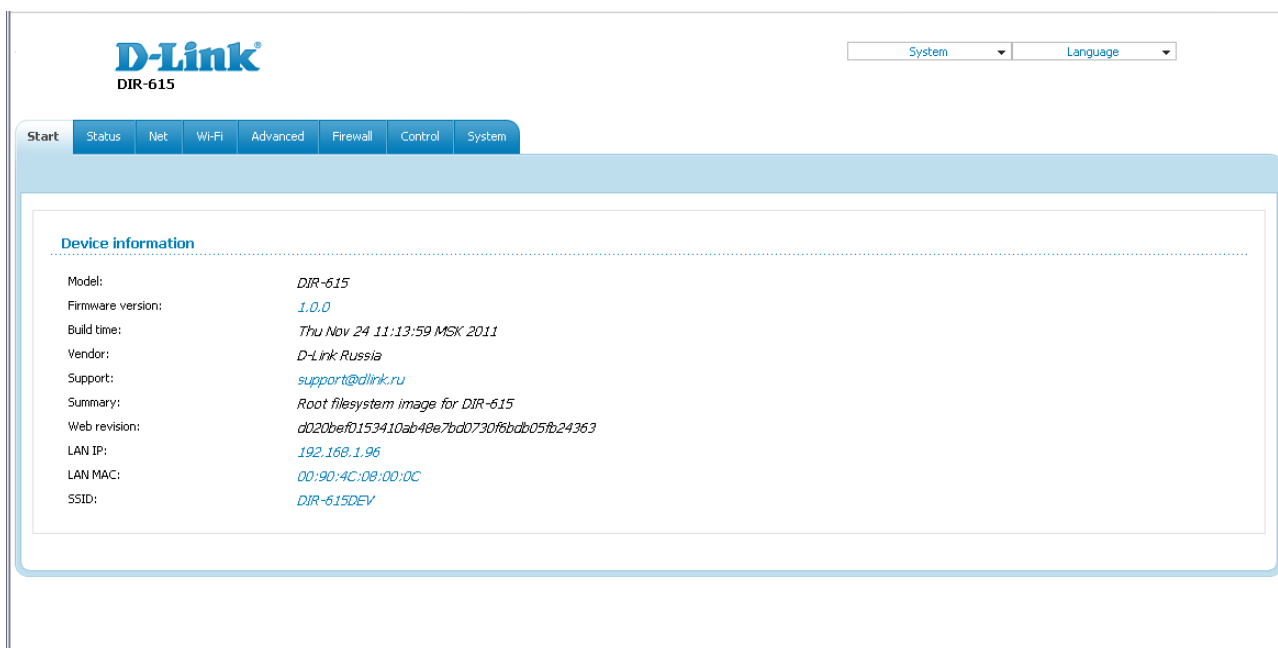 D-Link®
DIR-615
System Language
Start Status Net Wi-Fi Advanced Firewall Control System
Device information
Model: DIR-615
Firmware version: 1.0.0
Build time: Thu Nov 24 11:13:59 MSK 2011
Vendor: D-Link Russia
Support: support@dlink.ru
Summary: Root filesystem image for DIR-615
Web revision: d020bef0153410ab48e7bd0730f6bdb05fb24363
LAN IP: 192.168.1.96
LAN MAC: 00:90:4C:08:00:0C
SSID: DIR-615DEV